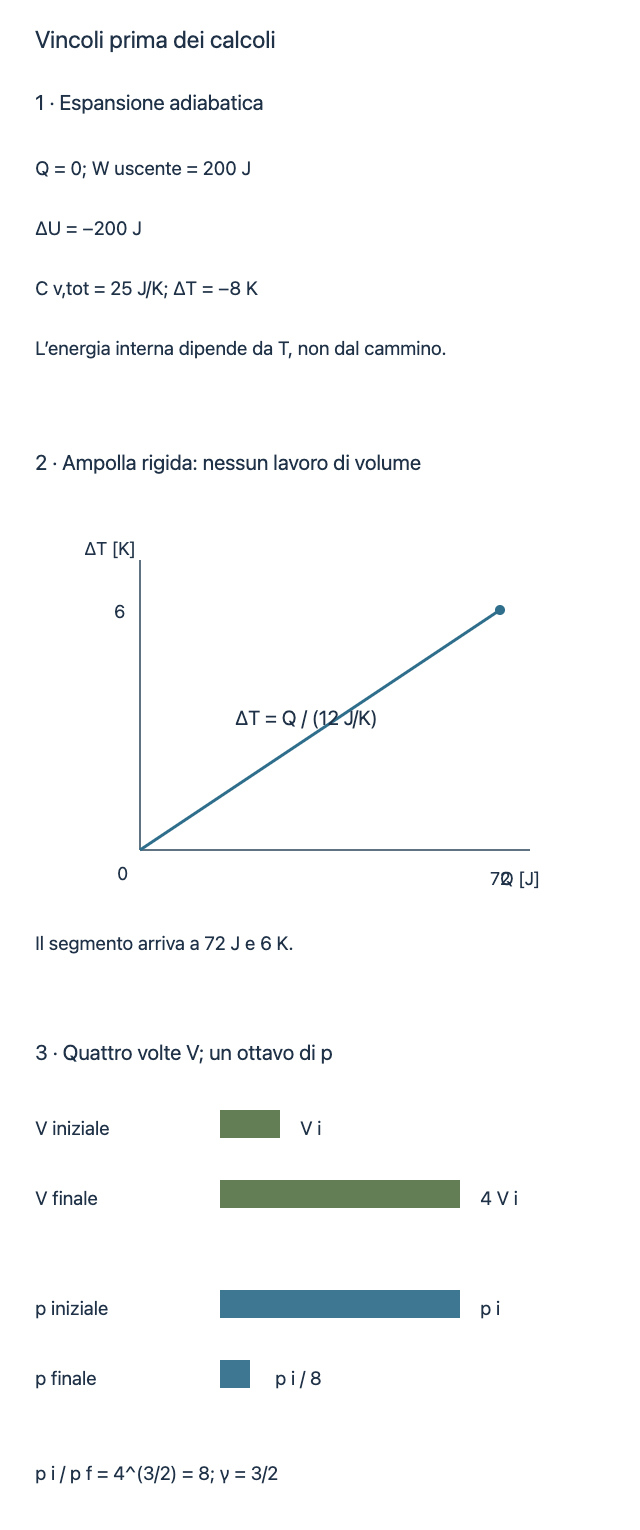 Vincoli prima dei calcoli
1 · Espansione adiabatica
Q = 0; W uscente = 200 J
ΔU = −200 J
C v,tot = 25 J/K; ΔT = −8 K
L’energia interna dipende da T, non dal cammino.
2 · Ampolla rigida: nessun lavoro di volume
ΔT [K]
6
ΔT = Q / (12 J/K)
0
72
Q [J]
Il segmento arriva a 72 J e 6 K.
3 · Quattro volte V; un ottavo di p
V iniziale V i
V finale 4 V i
p iniziale p i
p finale p i / 8
p i / p f = 4^(3/2) = 8; γ = 3/2